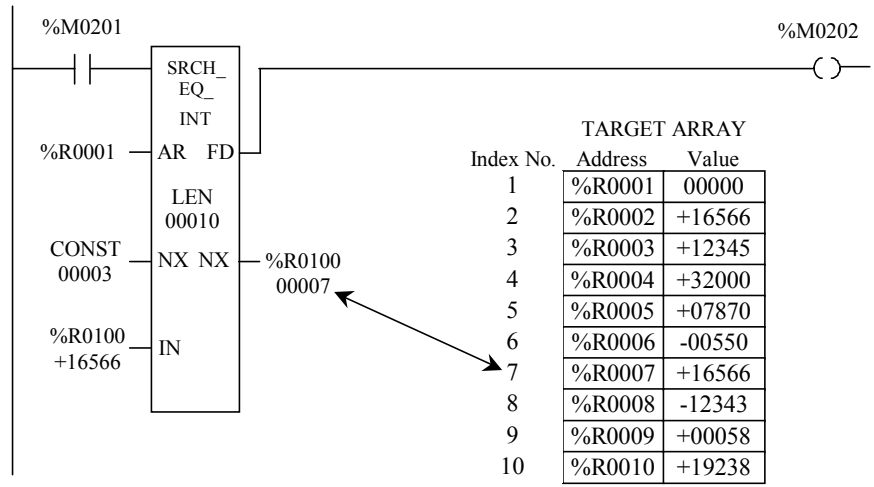 %M0201
%M0202
SRCH_
EQ_
INT
%R0001
AR FD
LEN
00010
CONST
00003
NX NX
%R0100
00007
%R0100
+16566
IN
TARGET ARRAY
Index No. Address Value
1 %R0001 00000
2 %R0002 +16566
3 %R0003 +12345
4 %R0004 +32000
5 %R0005 +07870
6 %R0006 -00550
7 %R0007 +16566
8 %R0008 -12343
9 %R0009 +00058
10 %R0010 +19238